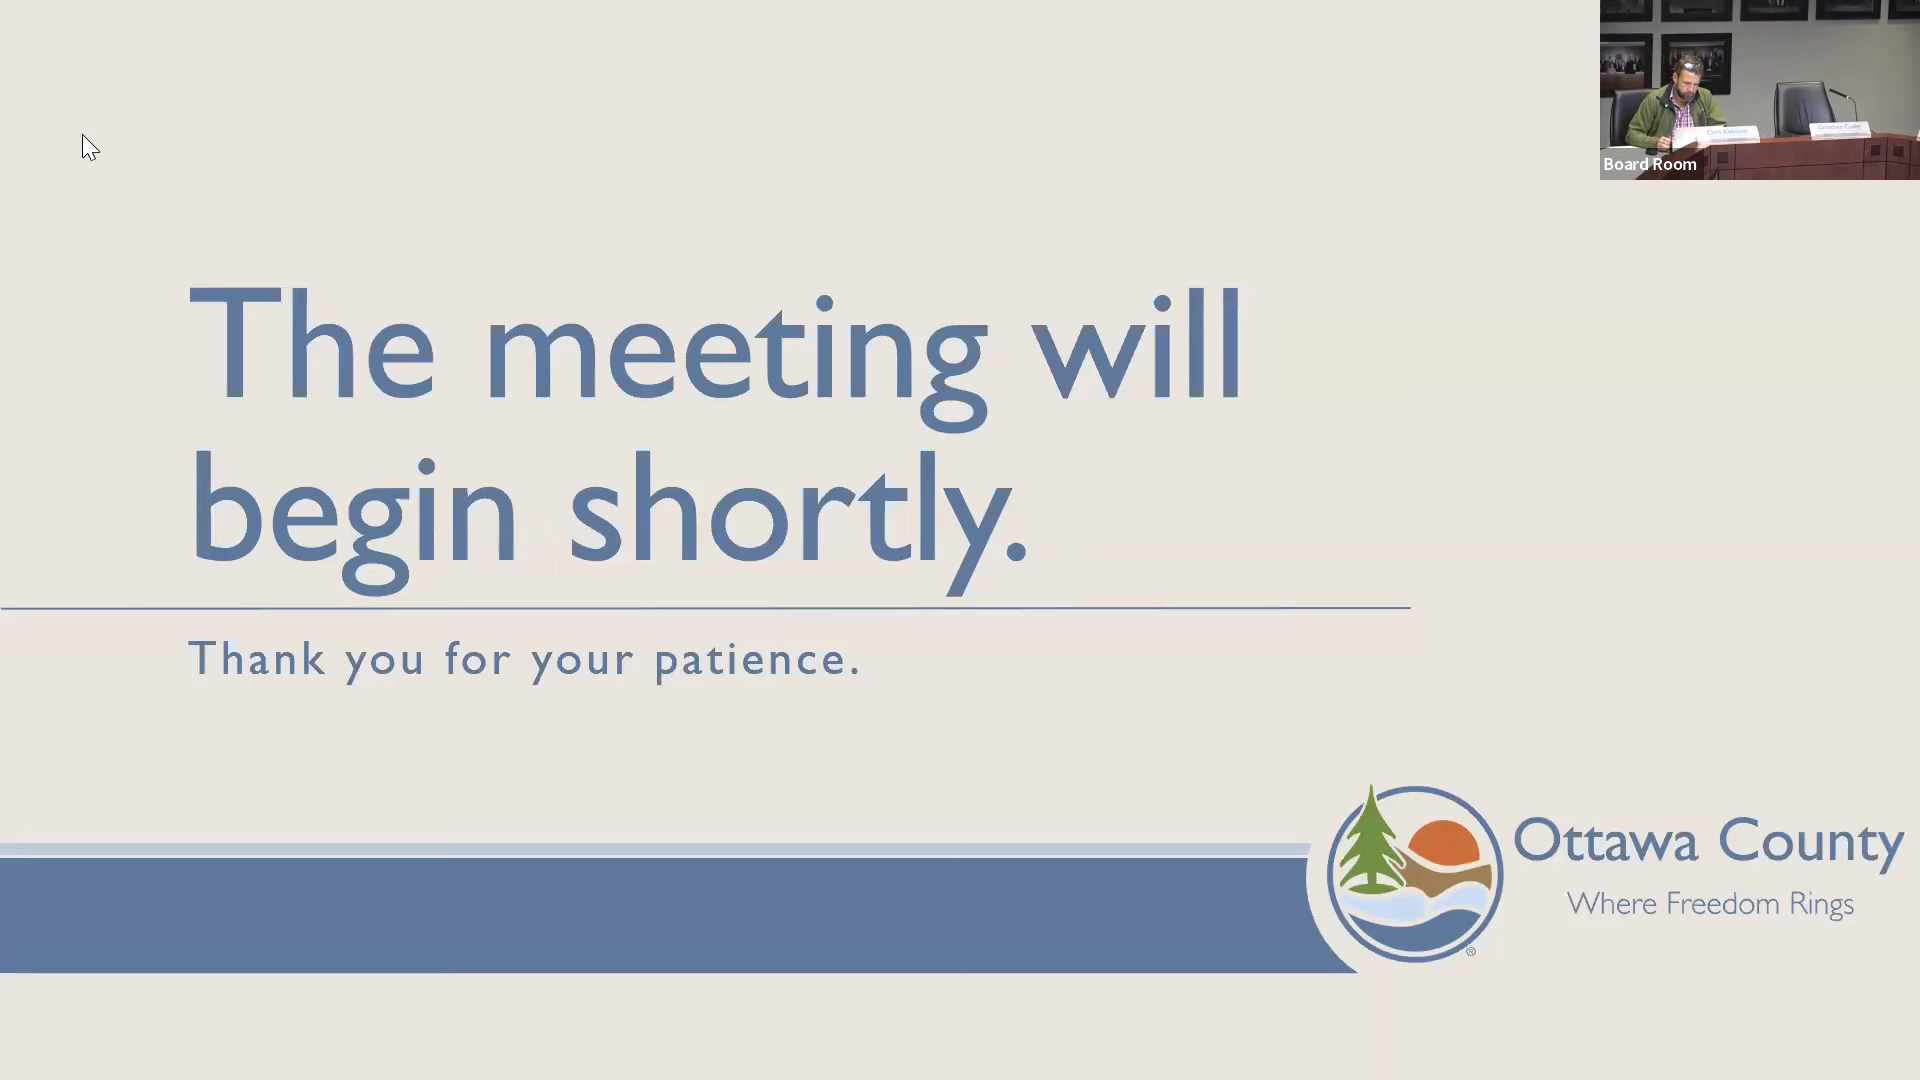 Board Room
The meeting will
begin shortly.
Thank you for your patience.
Ottawa County
Where Freedom Rings
®